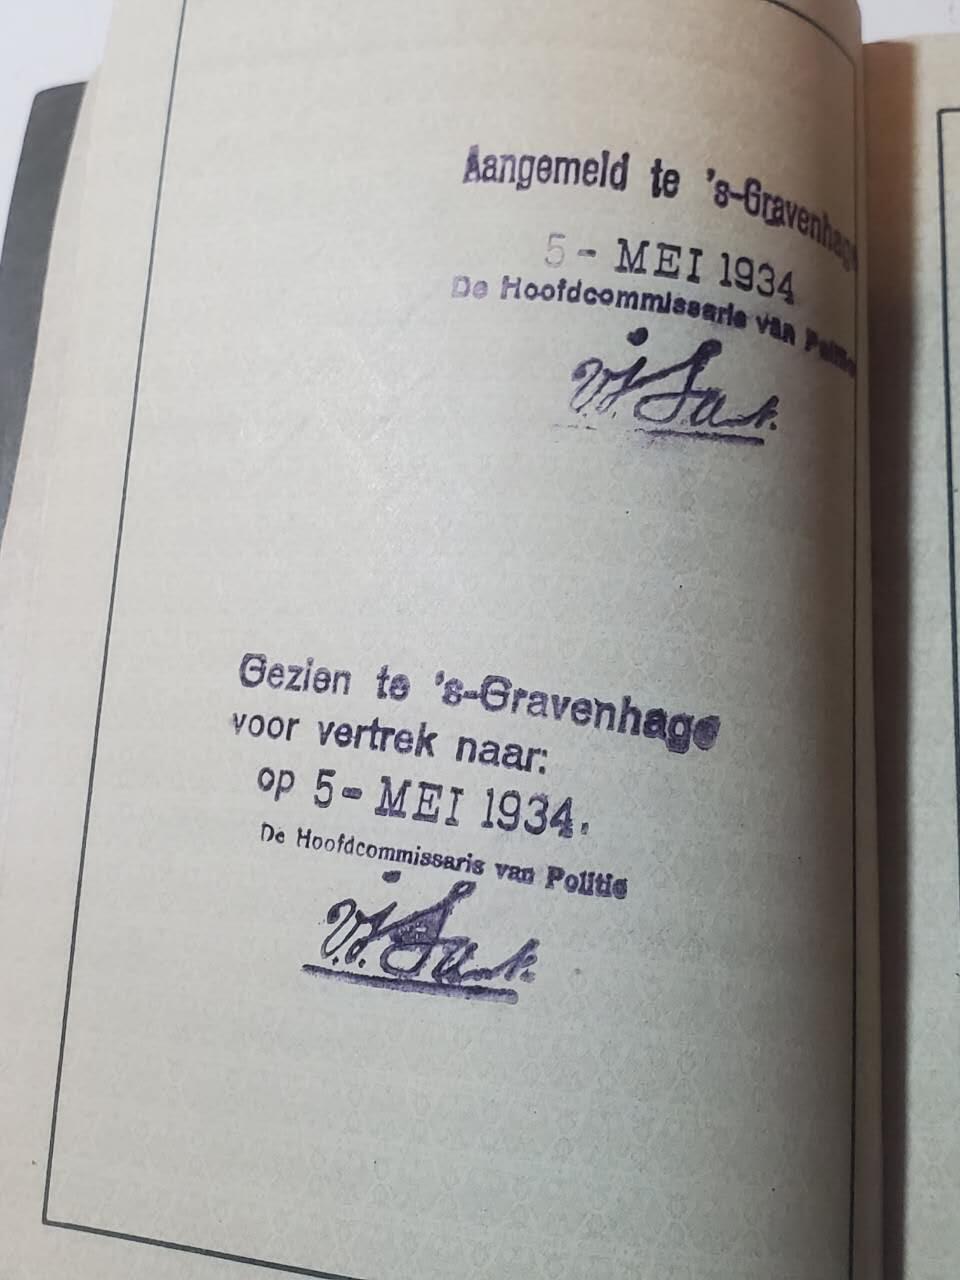 Aangemeld te 's-Gravenhage
5 - MEI 1934
De Hoofdcommissaris van Politie
Gezien te 's-Gravenhage
voor vertrek naar:
op 5 - MEI 1934.
De Hoofdcommissaris van Politie